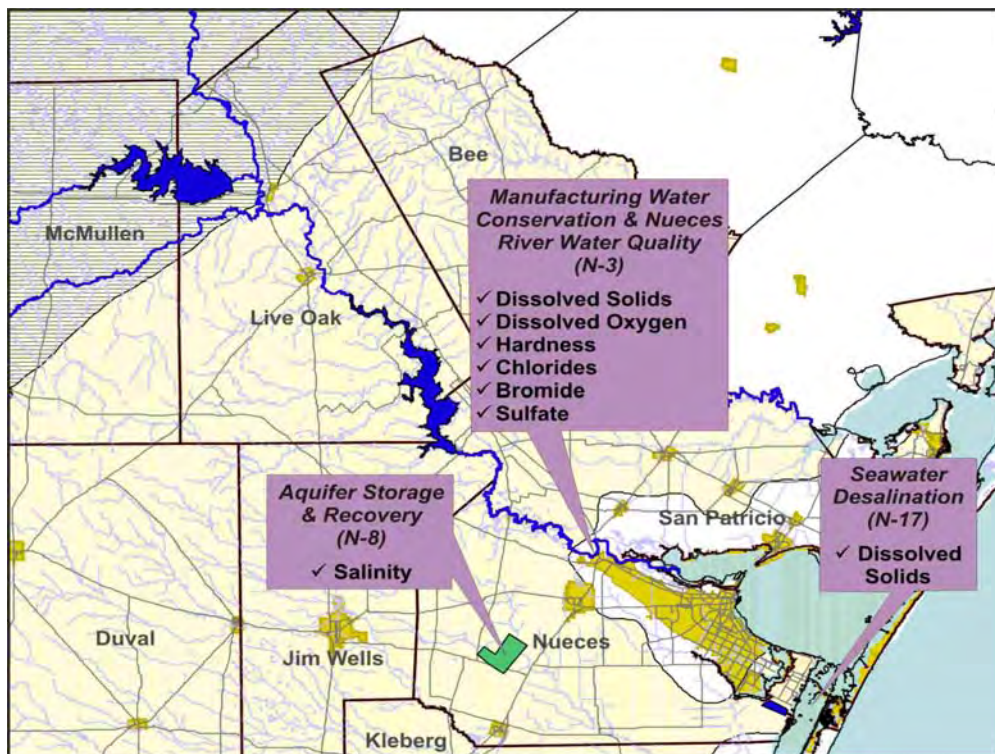 Bee
McMullen
Manufacturing Water
Conservation & Nueces
River Water Quality
(N-3)
✓ Dissolved Solids
✓ Dissolved Oxygen
✓ Hardness
✓ Chlorides
✓ Bromide
✓ Sulfate
Live Oak
Aquifer Storage
& Recovery
(N-8)
✓ Salinity
San Patricio
Seawater
Desalination
(N-17)
✓ Dissolved
Solids
Duval
Jim Wells
Nueces
Kleberg